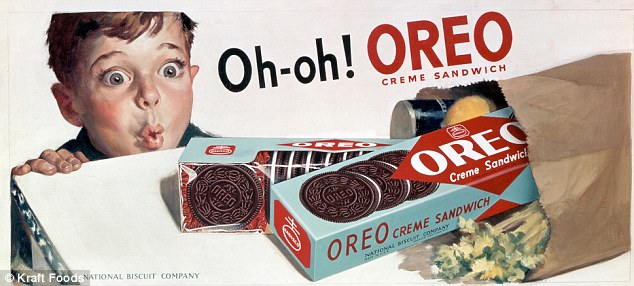 Oh-oh! OREO
CREME SANDWICH
OREO
OREO
Creme Sandwich
OREO CREME SANDWICH
NATIONAL BISCUIT COMPANY
NATIONAL BISCUIT COMPANY
© Kraft Foods